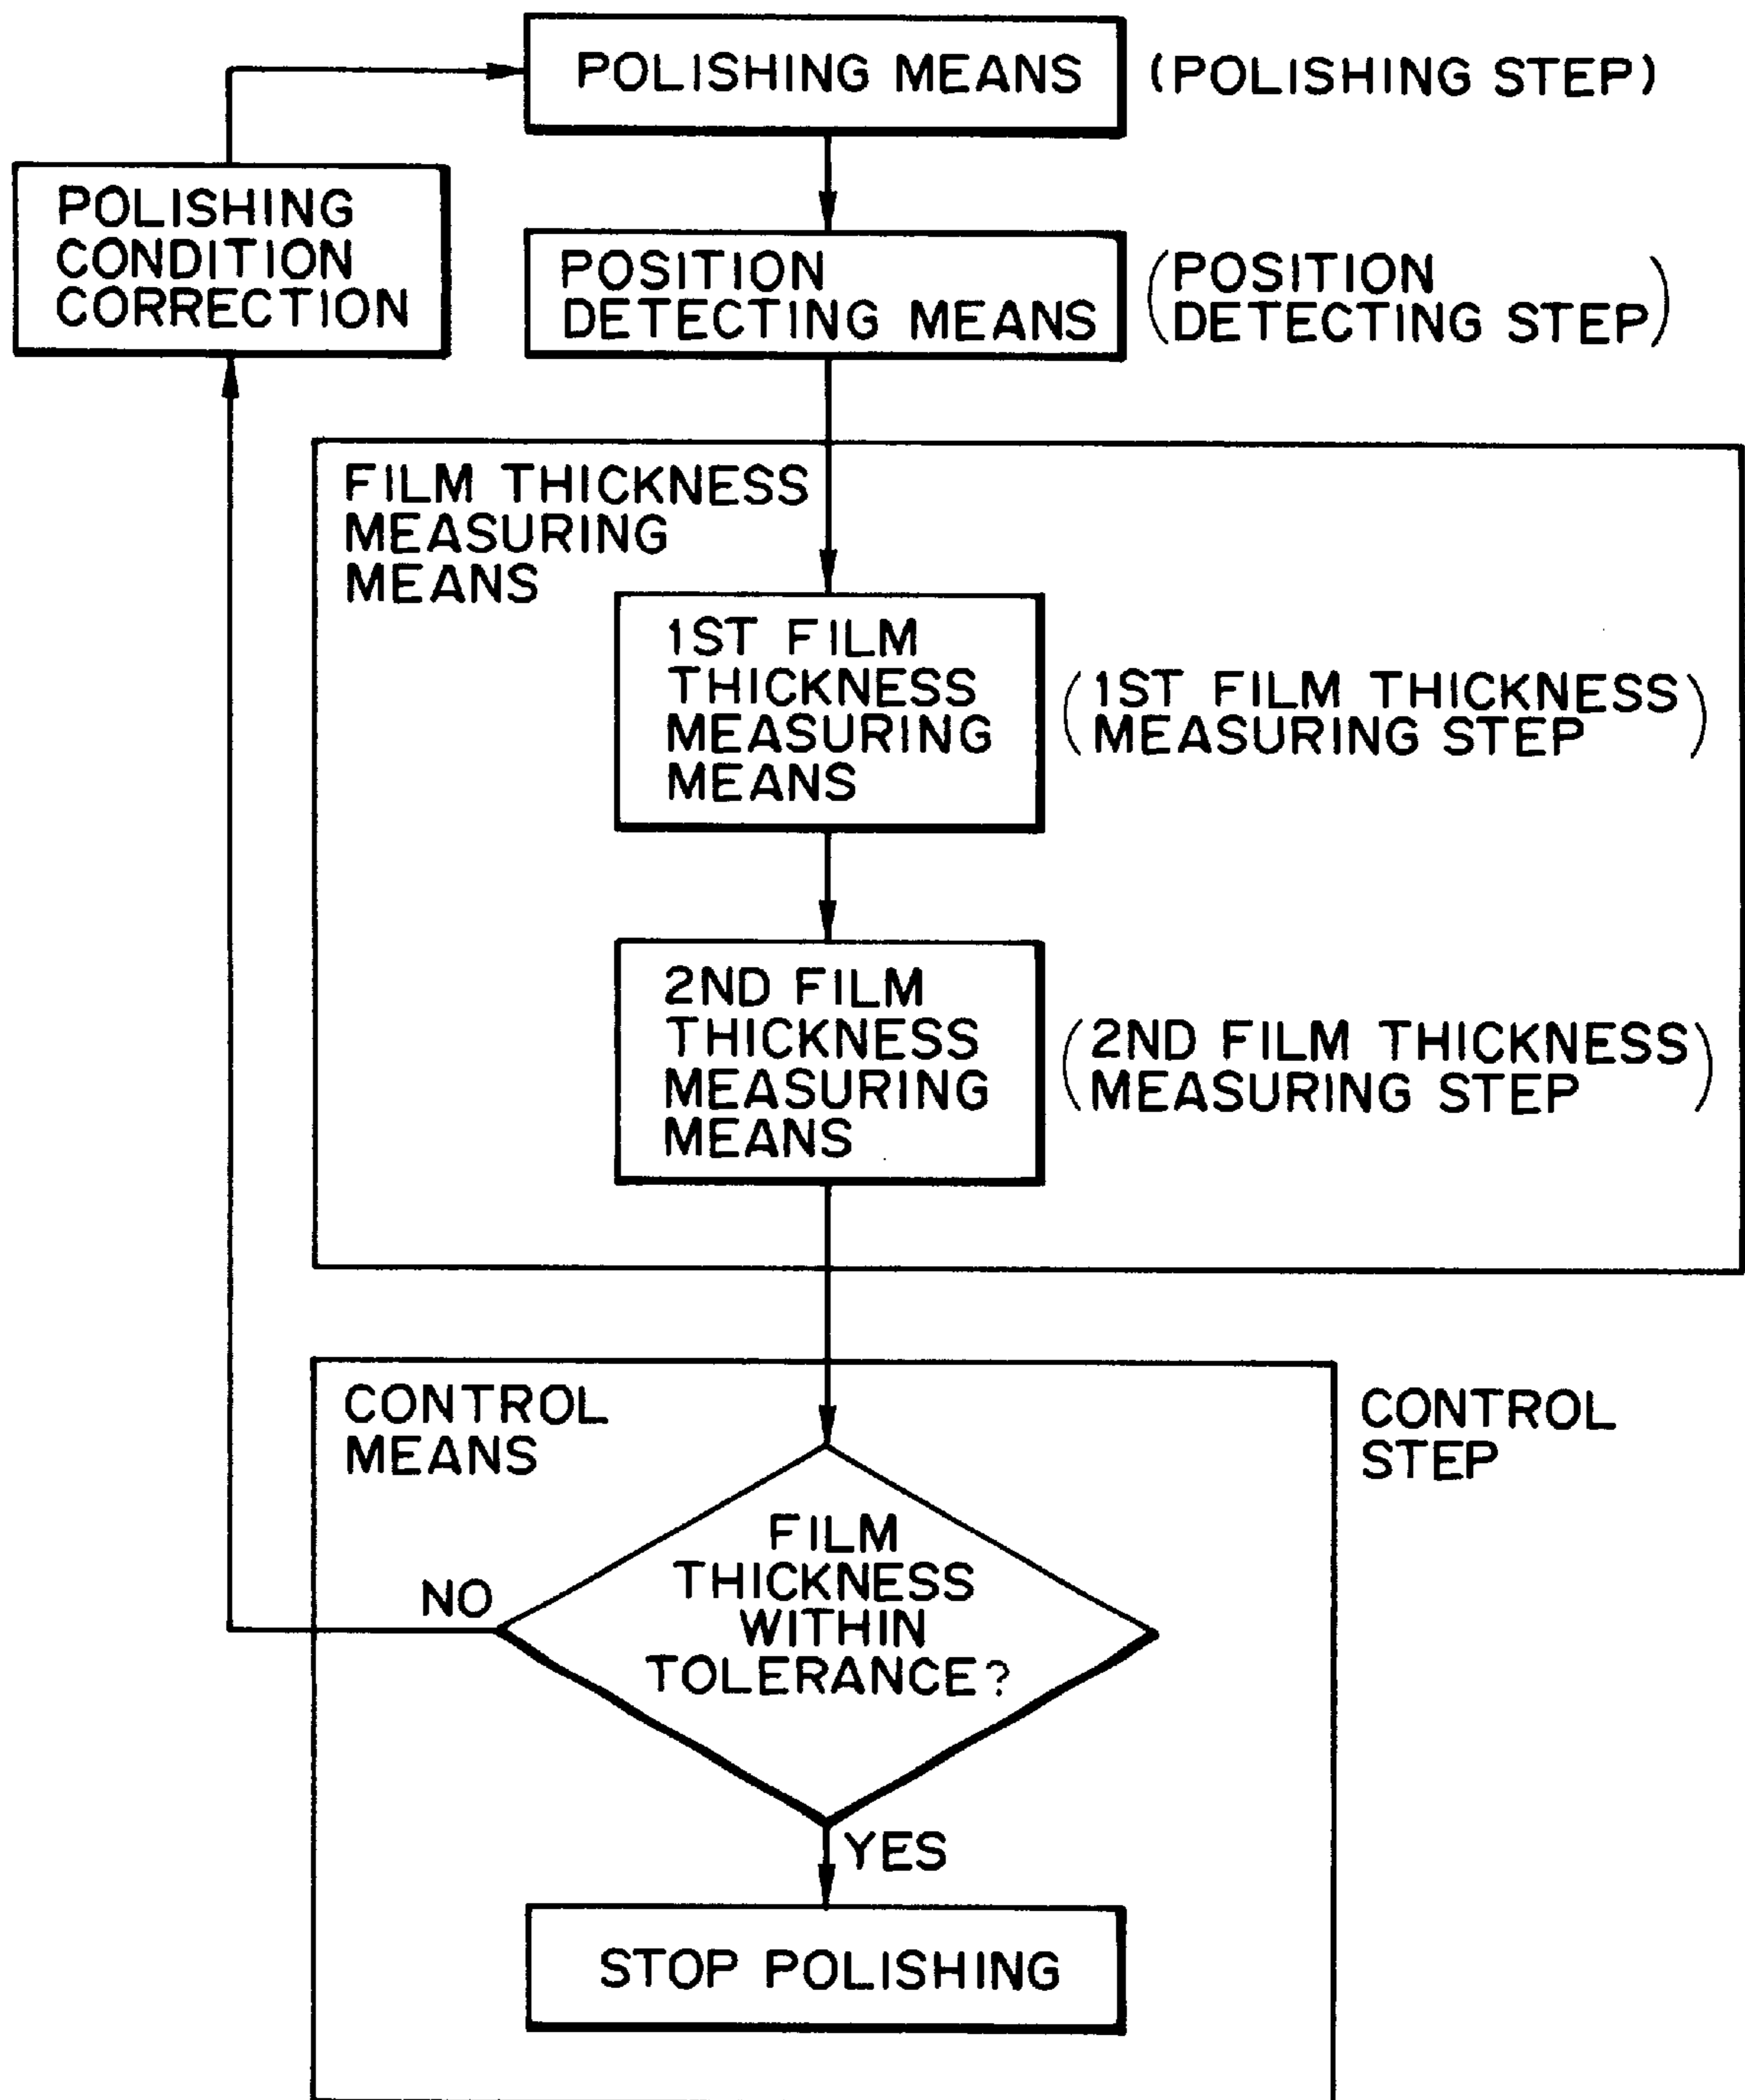 POLISHING MEANS
(POLISHING STEP)
POLISHING
CONDITION
CORRECTION
POSITION
DETECTING MEANS
(POSITION
DETECTING STEP)
FILM THICKNESS
MEASURING
MEANS
1ST FILM
THICKNESS
MEASURING
MEANS
(1ST FILM THICKNESS
MEASURING STEP)
2ND FILM
THICKNESS
MEASURING
MEANS
(2ND FILM THICKNESS
MEASURING STEP)
CONTROL
MEANS
CONTROL
STEP
FILM
THICKNESS
WITHIN
TOLERANCE?
NO
YES
STOP POLISHING